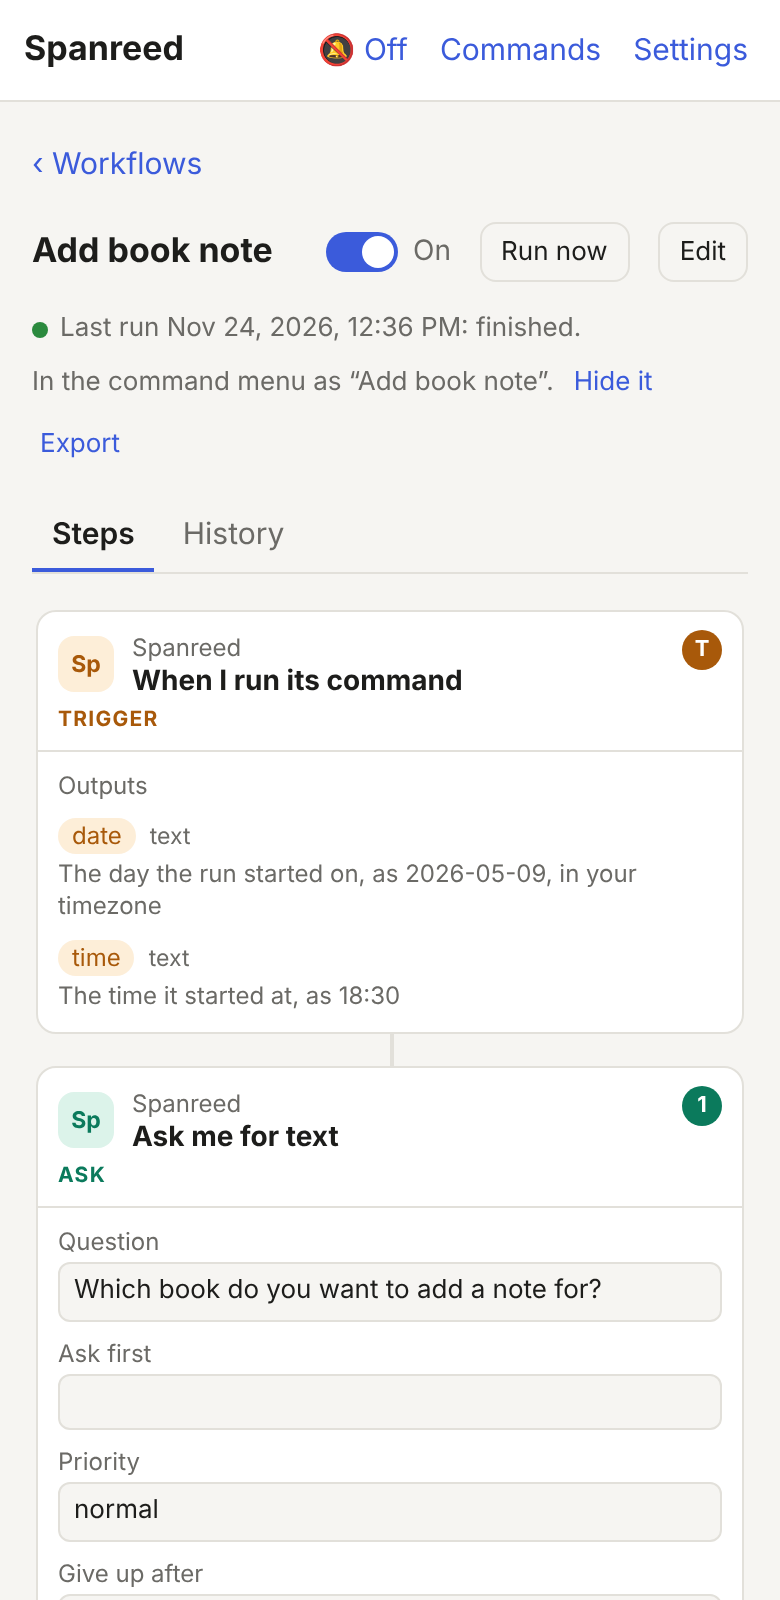 Spanreed
Off Commands Settings
‹ Workflows
Add book note On Run now Edit
Last run Nov 24, 2026, 12:36 PM: finished.
In the command menu as “Add book note”. Hide it
Export
Steps History
Sp Spanreed T
When I run its command
TRIGGER
Outputs
date text
The day the run started on, as 2026-05-09, in your
timezone
time text
The time it started at, as 18:30
Sp Spanreed 1
Ask me for text
ASK
Question
Which book do you want to add a note for?
Ask first
Priority
normal
Give up after